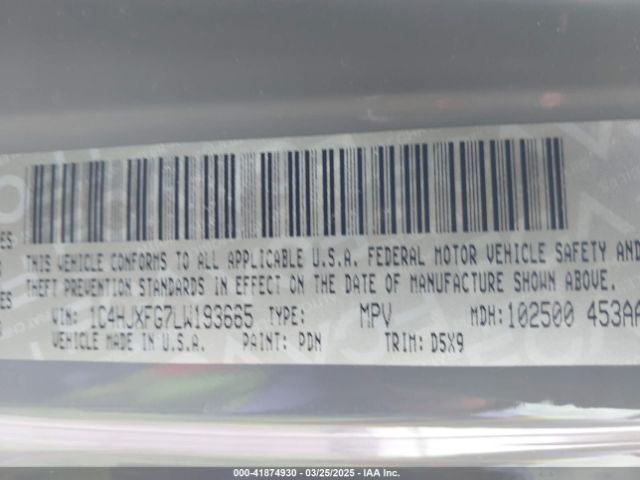 THIS VEHICLE CONFORMS TO ALL APPLICABLE U.S.A. FEDERAL MOTOR VEHICLE SAFETY AND
THEFT PREVENTION STANDARDS IN EFFECT ON THE DATE OF MANUFACTURE SHOWN ABOVE.
VIN: 1C4HJXFG7LW193665 TYPE: MPV MDH: 102500 453AA
VEHICLE MADE IN U.S.A. PAINT: PDN TRIM: D5X9
000-41874930 - 03/25/2025 - IAA Inc.